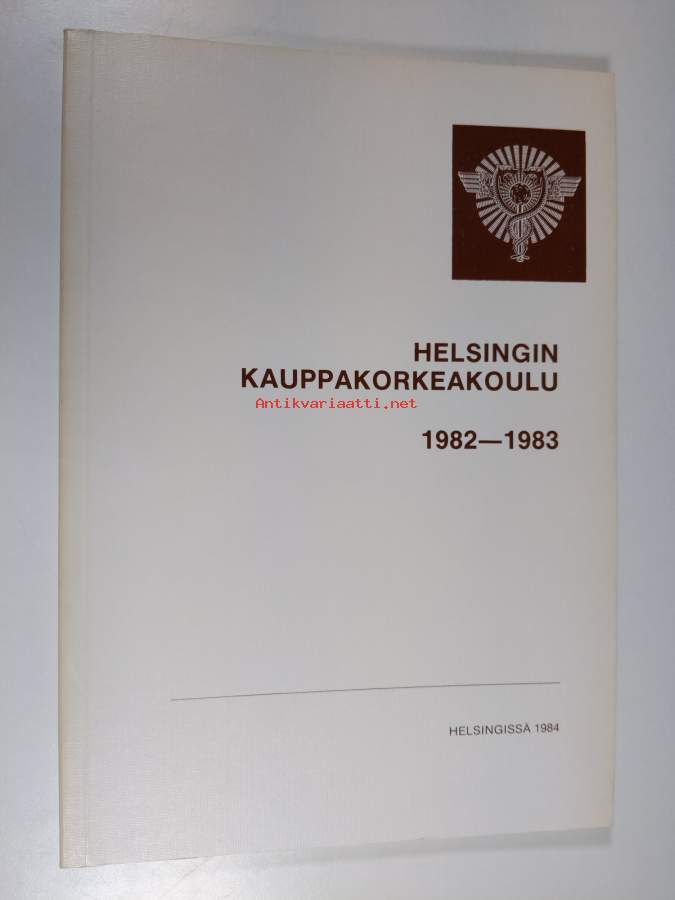 HELSINGIN
KAUPPAKORKEAKOULU
Antikvariaatti.net
1982—1983
HELSINGISSÄ 1984